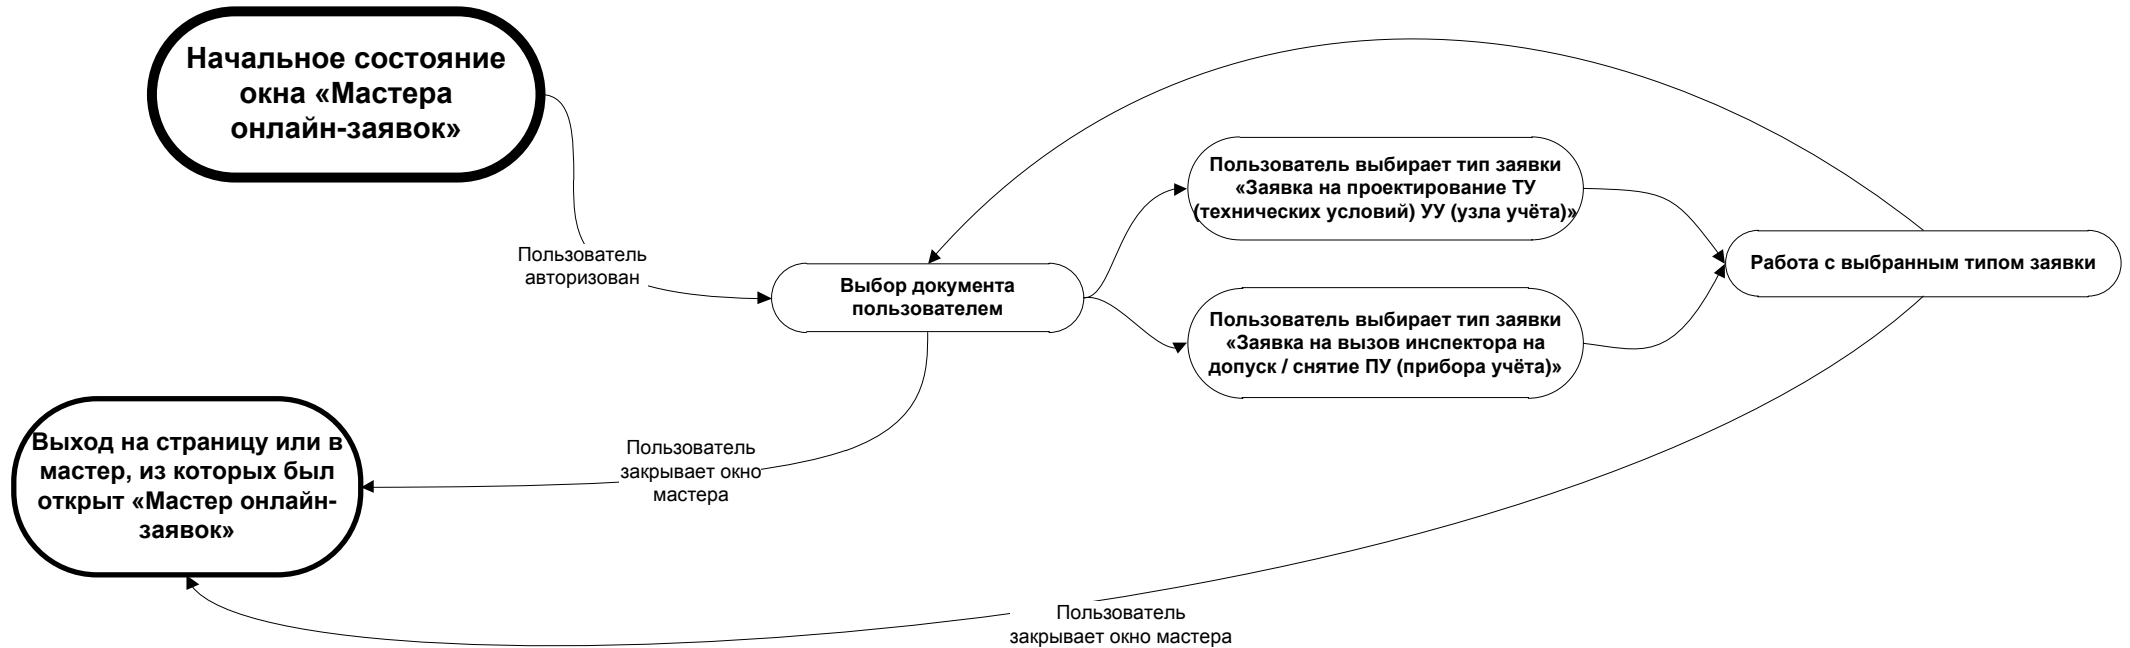 Начальное состояние
окна «Мастера
онлайн-заявок»
Пользователь
авторизован
Выбор документа
пользователем
Пользователь выбирает тип заявки
«Заявка на проектирование ТУ
(технических условий) УУ (узла учёта)»
Пользователь выбирает тип заявки
«Заявка на вызов инспектора на
допуск / снятие ПУ (прибора учёта)»
Работа с выбранным типом заявки
Пользователь
закрывает окно
мастера
Выход на страницу или в
мастер, из которых был
открыт «Мастер онлайн-
заявок»
Пользователь
закрывает окно мастера